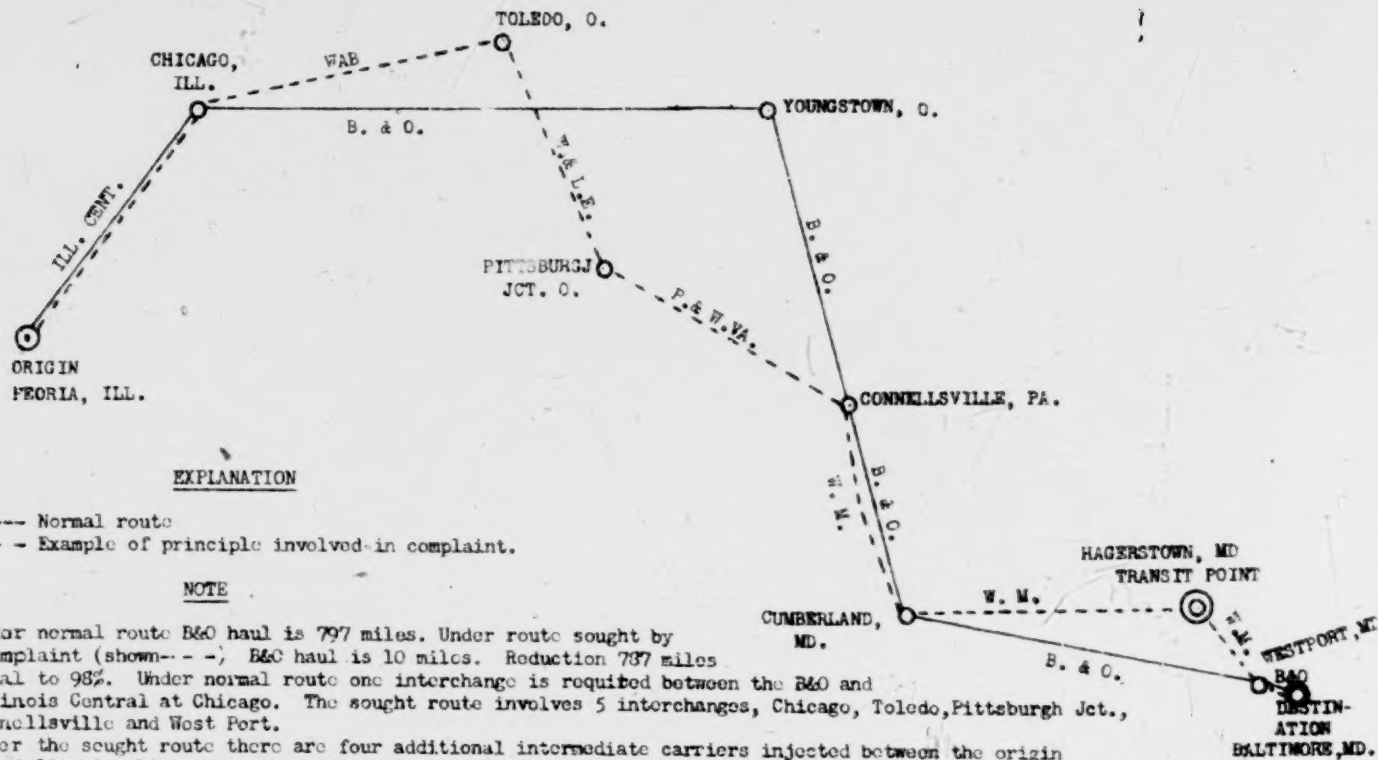 TOLEDO, O.
CHICAGO,
ILL.
WAB
B. & O.
YOUNGSTOWN, O.
ILL. CENT.
W. & L.E.
B. & O.
PITTSBURGJ
JCT. O.
P. & W. VA.
ORIGIN
PEORIA, ILL.
CONNELLSVILLE, PA.
W. M.
B. & O.
EXPLANATION
--- Normal route
- - Example of principle involved in complaint.
HAGERSTOWN, MD
TRANSIT POINT
W. M.
W. M.
CUMBERLAND,
MD.
B. & O.
WESTPORT, MD
B&O
DESTIN-
ATION
BALTIMORE, MD.
NOTE
or normal route B&O haul is 797 miles. Under route sought by
mplaint (shown- - - -) B&O haul is 10 miles. Reduction 787 miles
al to 98%. Under normal route one interchange is required between the B&O and
linois Central at Chicago. The sought route involves 5 interchanges, Chicago, Toledo, Pittsburgh Jct.,
nellsville and West Port.
er the sought route there are four additional intermediate carriers injected between the origin